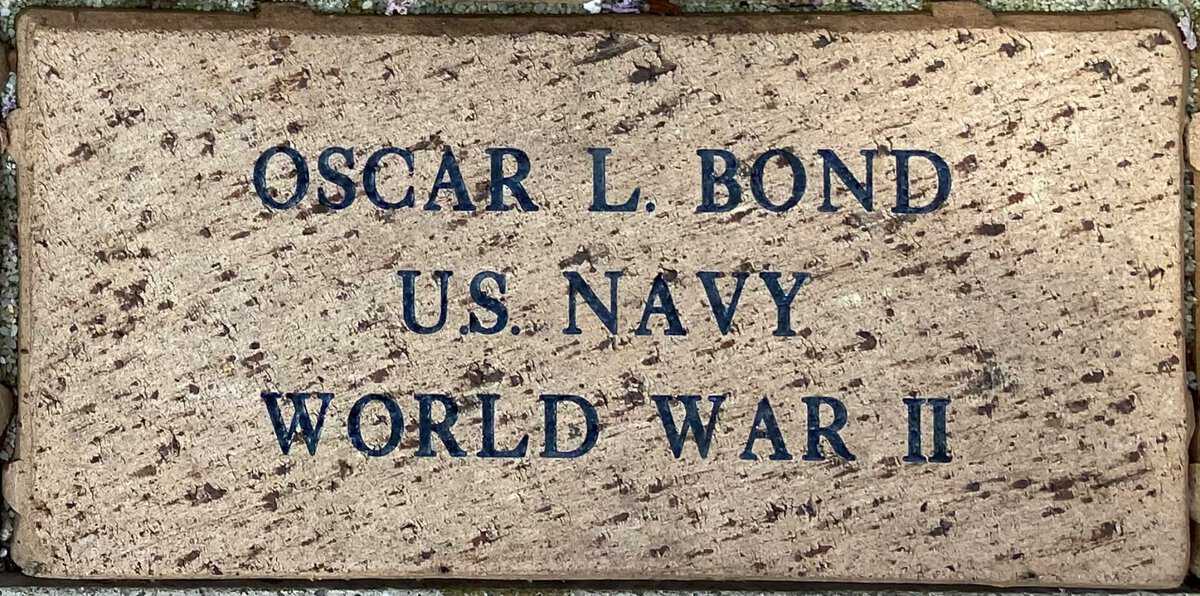 OSCAR L. BOND
U.S. NAVY
WORLD WAR II